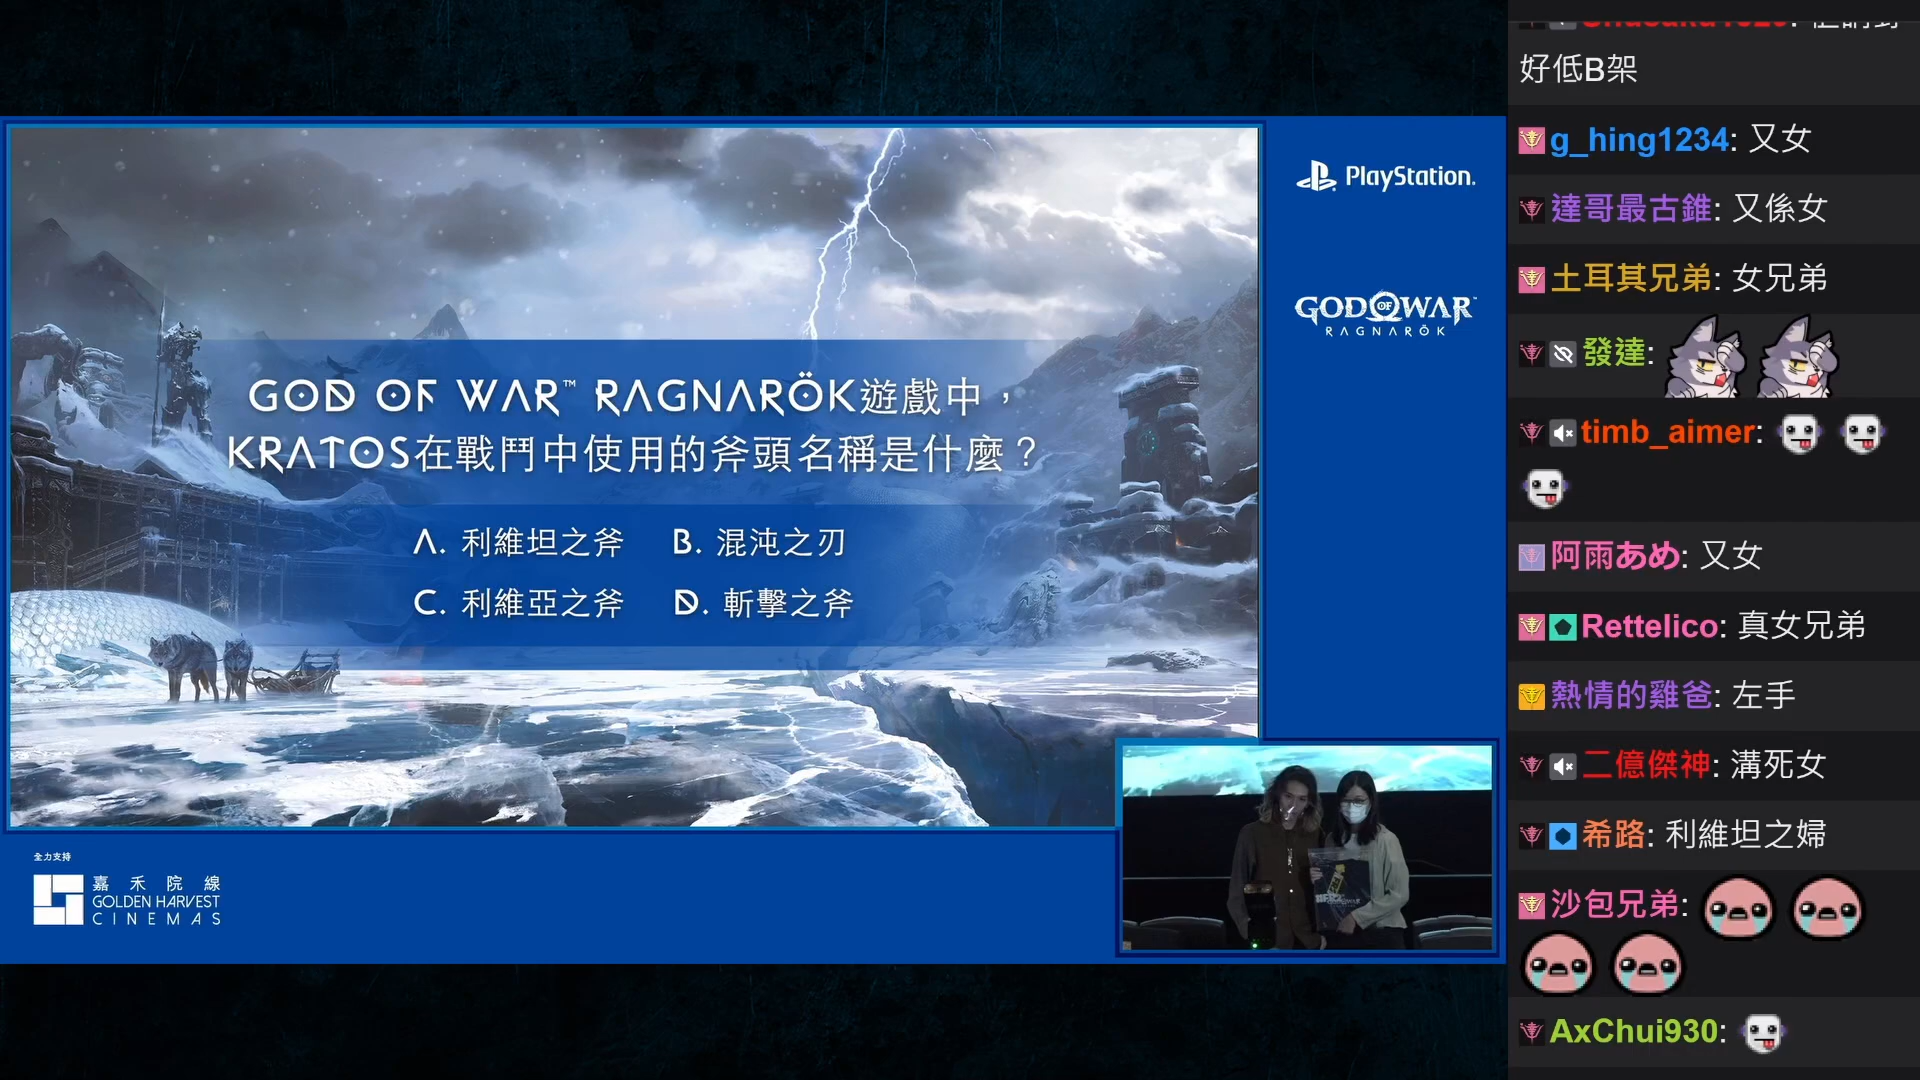 GOD OF WAR™ RAGNARÖK遊戲中，
KRATOS在戰鬥中使用的斧頭名稱是什麼？
A. 利維坦之斧 B. 混沌之刃
C. 利維亞之斧 D. 斬擊之斧
PlayStation.
GOD OF WAR™
RAGNARÖK
全力支持
嘉禾院線
GOLDEN HARVEST
CINEMAS
好低B架
g_hing1234: 又女
達哥最古錐: 又係女
土耳其兄弟: 女兄弟
發達:
timb_aimer:
阿雨あめ: 又女
Rettelico: 真女兄弟
熱情的雞爸: 左手
二億傑神: 溝死女
希路: 利維坦之婦
沙包兄弟:
AxChui930: